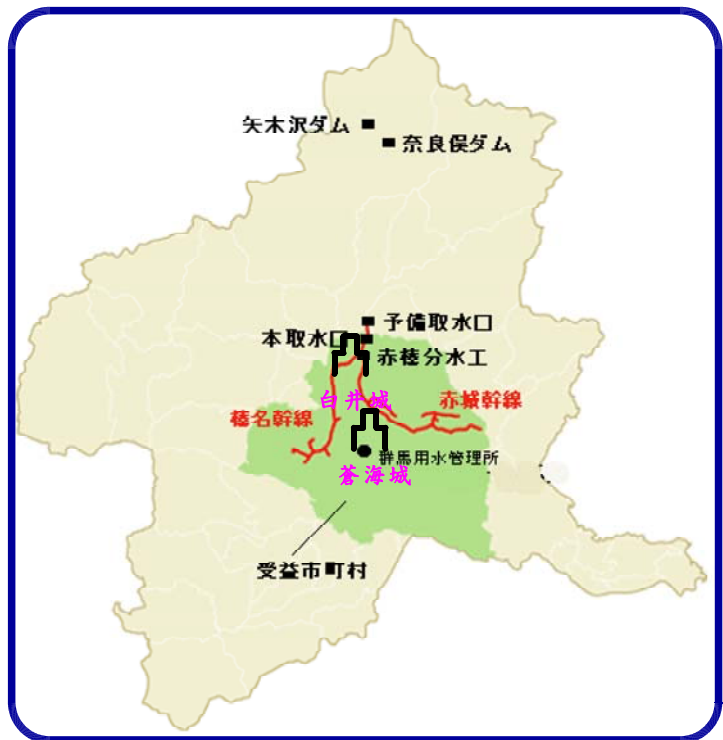 矢木沢ダム
奈良俣ダム
予備取水口
本取水口
赤榛分水工
白井城
赤城幹線
榛名幹線
群馬用水管理所
蒼海城
受益市町村